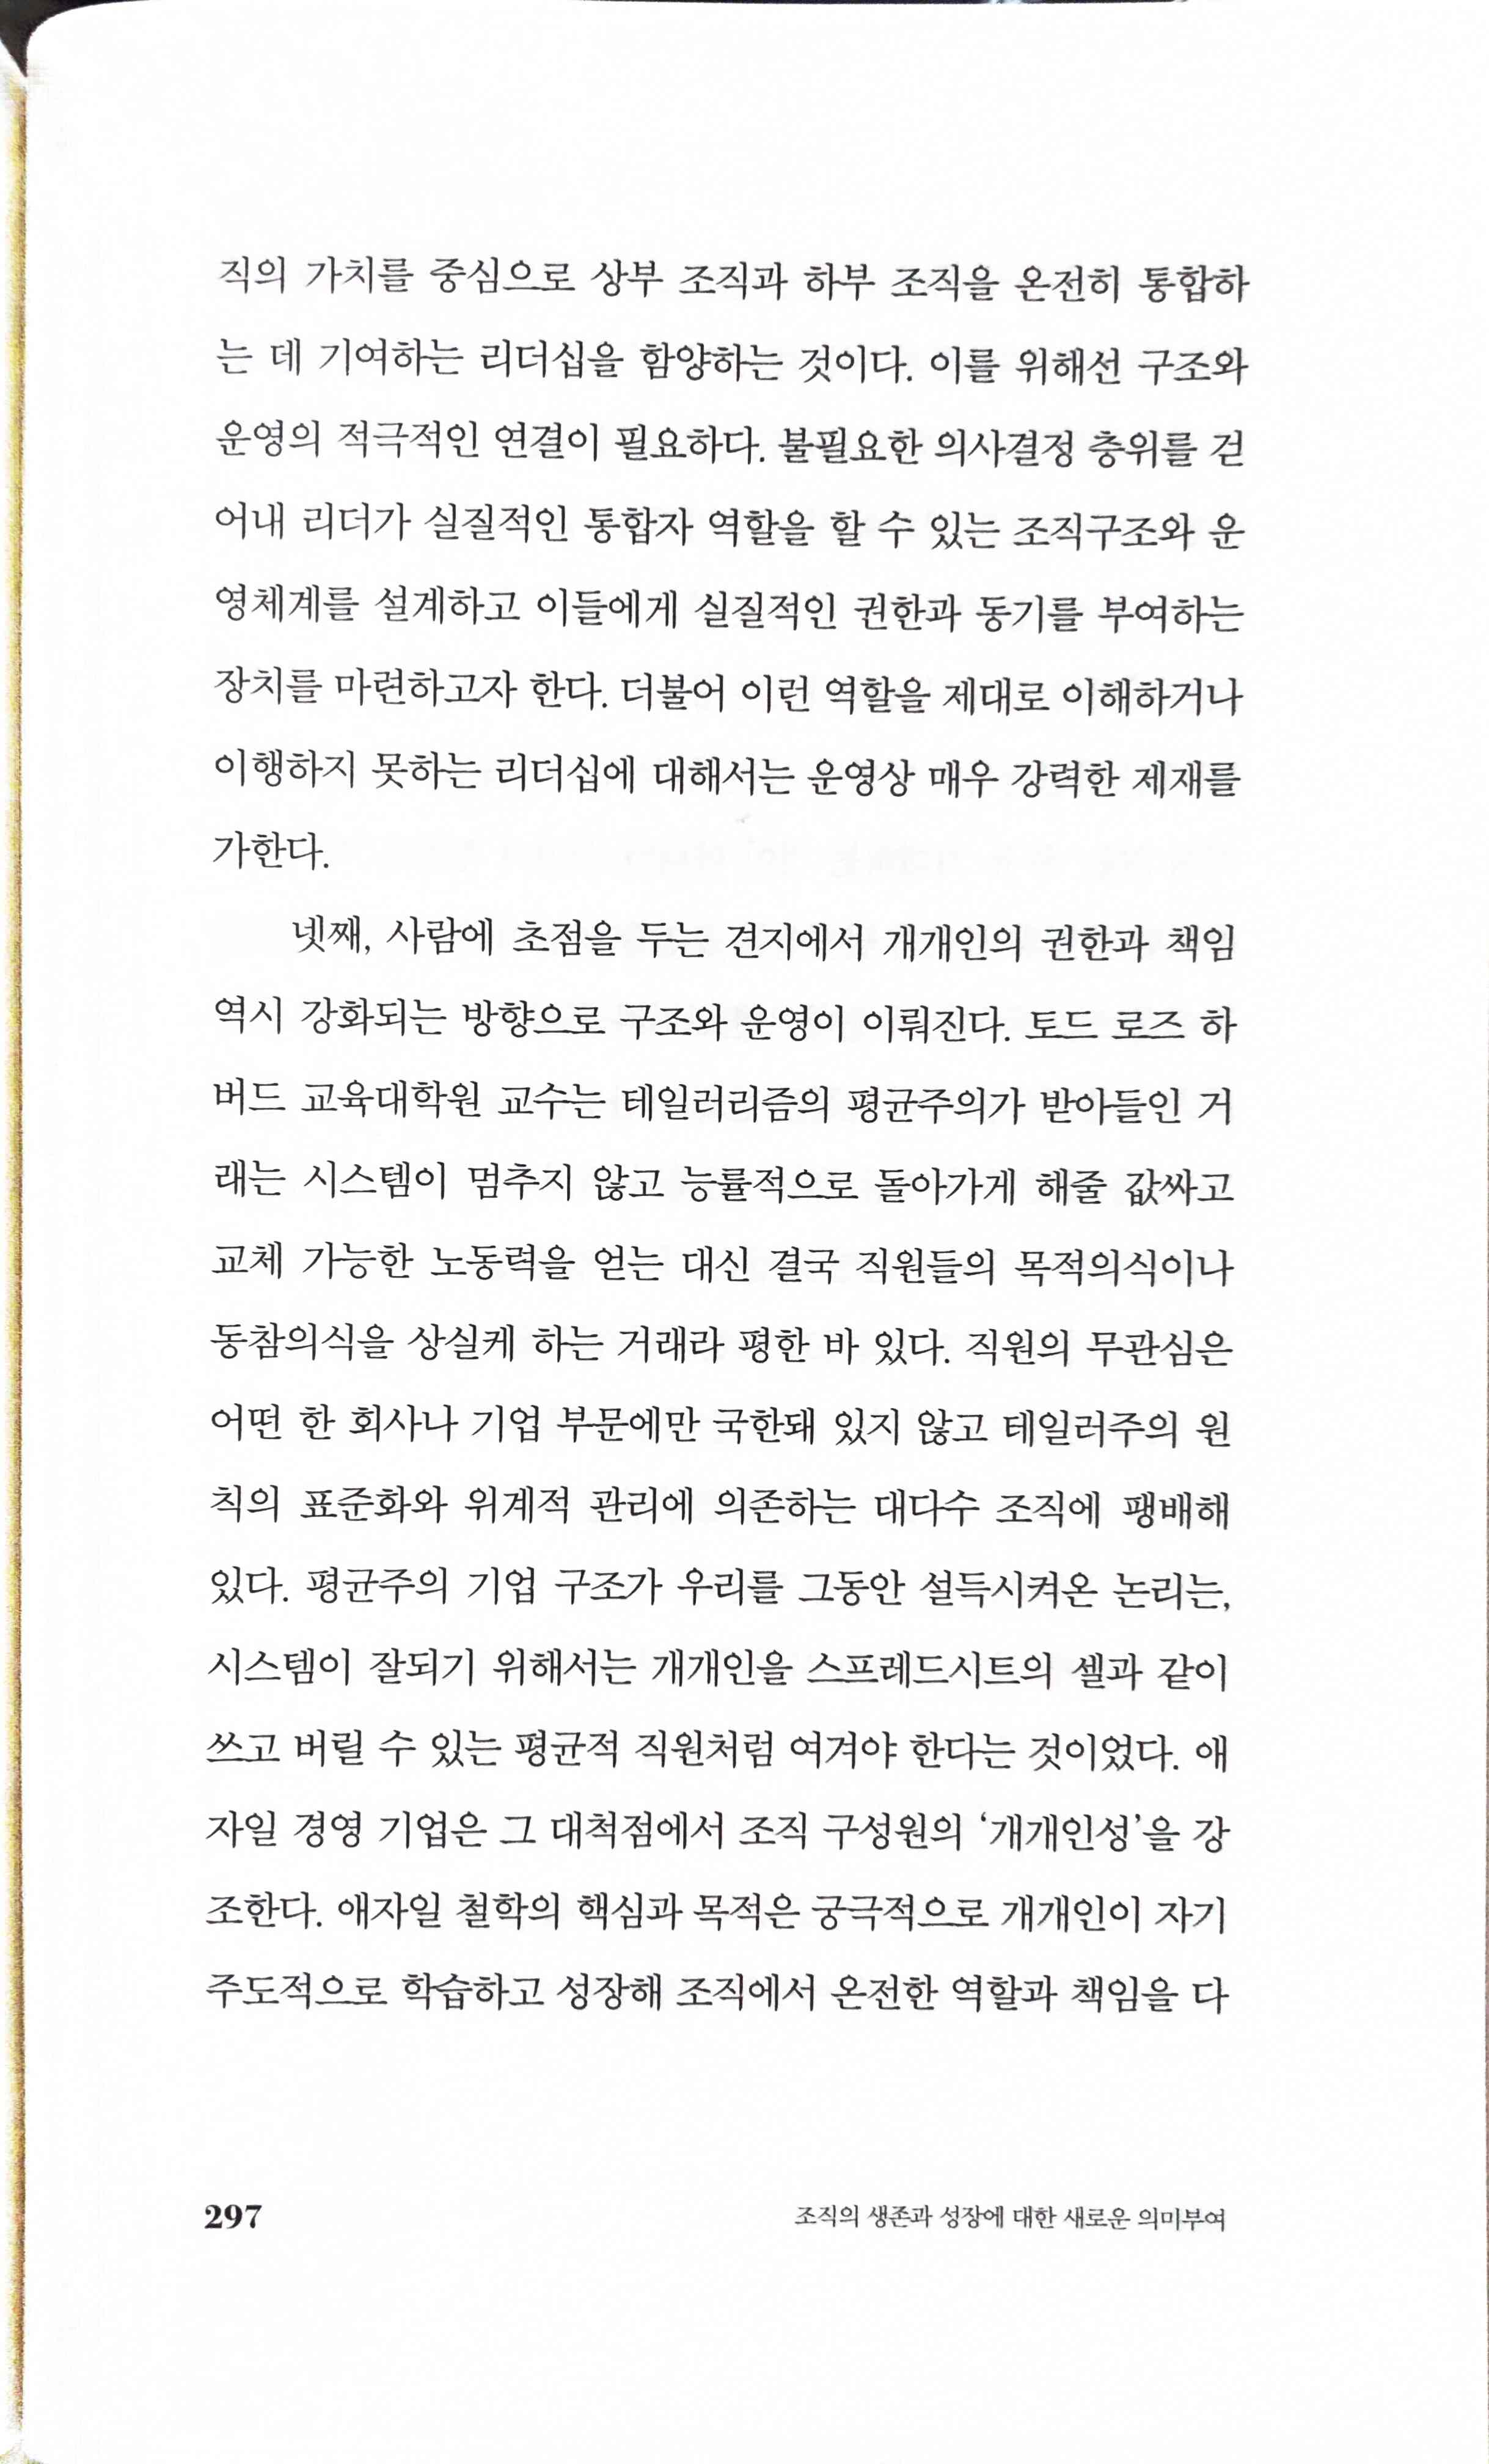 직의 가치를 중심으로 상부 조직과 하부 조직을 온전히 통합하
는 데 기여하는 리더십을 함양하는 것이다. 이를 위해선 구조와
운영의 적극적인 연결이 필요하다. 불필요한 의사결정 층위를 걷
어내 리더가 실질적인 통합자 역할을 할 수 있는 조직구조와 운
영체계를 설계하고 이들에게 실질적인 권한과 동기를 부여하는
장치를 마련하고자 한다. 더불어 이런 역할을 제대로 이해하거나
이행하지 못하는 리더십에 대해서는 운영상 매우 강력한 제재를
가한다.
넷째, 사람에 초점을 두는 견지에서 개개인의 권한과 책임
역시 강화되는 방향으로 구조와 운영이 이뤄진다. 토드 로즈 하
버드 교육대학원 교수는 테일러리즘의 평균주의가 받아들인 거
래는 시스템이 멈추지 않고 능률적으로 돌아가게 해줄 값싸고
교체 가능한 노동력을 얻는 대신 결국 직원들의 목적의식이나
동참의식을 상실케 하는 거래라 평한 바 있다. 직원의 무관심은
어떤 한 회사나 기업 부문에만 국한돼 있지 않고 테일러주의 원
칙의 표준화와 위계적 관리에 의존하는 대다수 조직에 팽배해
있다. 평균주의 기업 구조가 우리를 그동안 설득시켜온 논리는,
시스템이 잘되기 위해서는 개개인을 스프레드시트의 셀과 같이
쓰고 버릴 수 있는 평균적 직원처럼 여겨야 한다는 것이었다. 애
자일 경영 기업은 그 대척점에서 조직 구성원의 ‘개개인성’을 강
조한다. 애자일 철학의 핵심과 목적은 궁극적으로 개개인이 자기
주도적으로 학습하고 성장해 조직에서 온전한 역할과 책임을 다
297 조직의 생존과 성장에 대한 새로운 의미부여